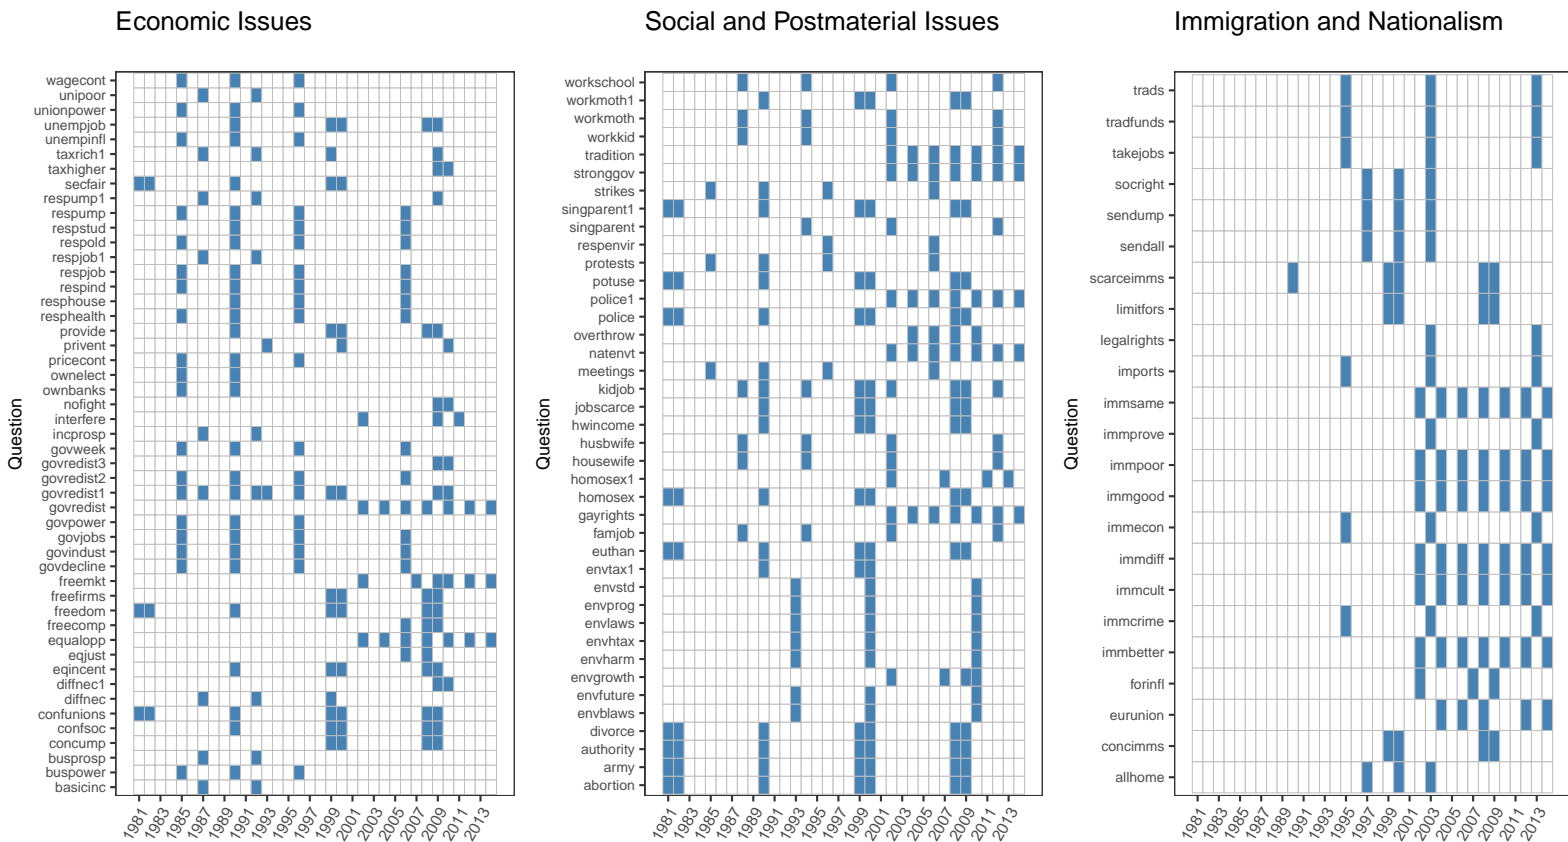 Economic Issues
Question
wagecont
unipoor
unionpower
unempjob
unempinfl
taxrich1
taxhigher
secfair
respump1
respump
respstud
respold
respjob1
respjob
respind
resphouse
resphealth
provide
privent
pricecont
ownelect
ownbanks
nofight
interfere
incprosp
govweek
govredist3
govredist2
govredist1
govredist
govpower
govjobs
govindust
govdecline
freemkt
freefirms
freedom
freecomp
equalopp
eqjust
eqincent
diffnec1
diffnec
confunions
confsoc
concump
busprosp
buspower
basicinc
1981 1983 1985 1987 1989 1991 1993 1995 1997 1990 2001 2003 2005 2007 2009 2011 2013
Social and Postmaterial Issues
Question
workschool
workmoth1
workmoth
workkid
tradition
stronggov
strikes
singparent1
singparent
respenvir
protests
potuse
police1
police
overthrow
natenvt
meetings
kidjob
jobscarce
hwincome
husbwife
housewife
homosex1
homosex
gayrights
famjob
euthan
envtax1
envstd
envprog
envlaws
envhtax
envharm
envgrowth
envfuture
envblaws
divorce
authority
army
abortion
1981 1983 1985 1987 1989 1991 1993 1995 1997 1999 2001 2003 2005 2007 2009 2011 2013
Immigration and Nationalism
Question
trads
tradfunds
takejobs
socright
sendump
sendall
scarceimms
limitfors
legalrights
imports
immsame
immprove
immpoor
immgood
immecon
immdiff
immcult
immcrime
immbetter
forinfl
eurunion
concimms
allhome
1981 1983 1985 1987 1989 1991 1993 1995 1997 1999 2001 2003 2005 2007 2009 2011 2013